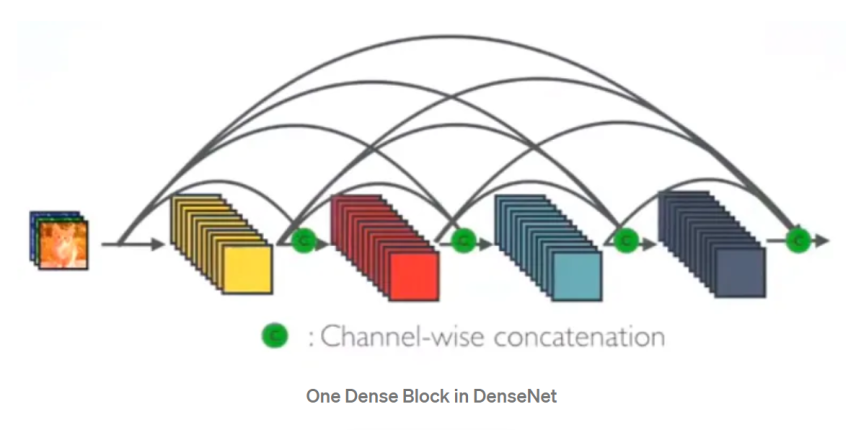 C C C C
C : Channel-wise concatenation
One Dense Block in DenseNet